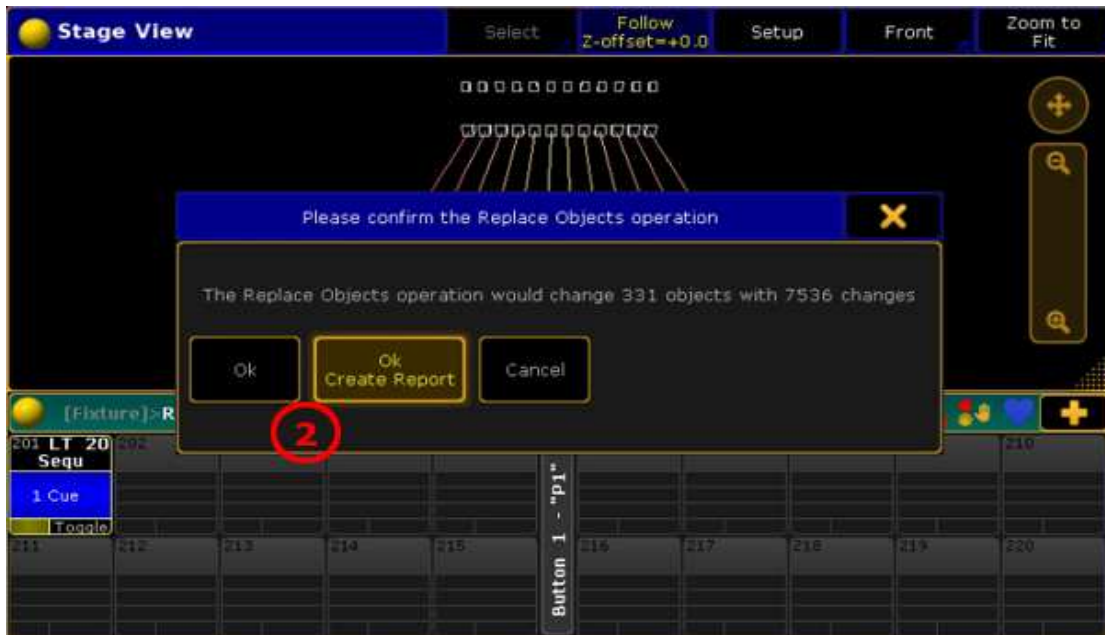 Stage View
Select
Follow
Z-offset=+0.0
Setup
Front
Zoom to
Fit
Please confirm the Replace Objects operation
The Replace Objects operation would change 331 objects with 7536 changes
Ok
Ok
Create Report
Cancel
2
[Fixture]>R
201 LT 20
Sequ
1 Cue
Toggle
202
210
Button 1 - "p1"
211
212
213
214
215
216
217
218
219
220